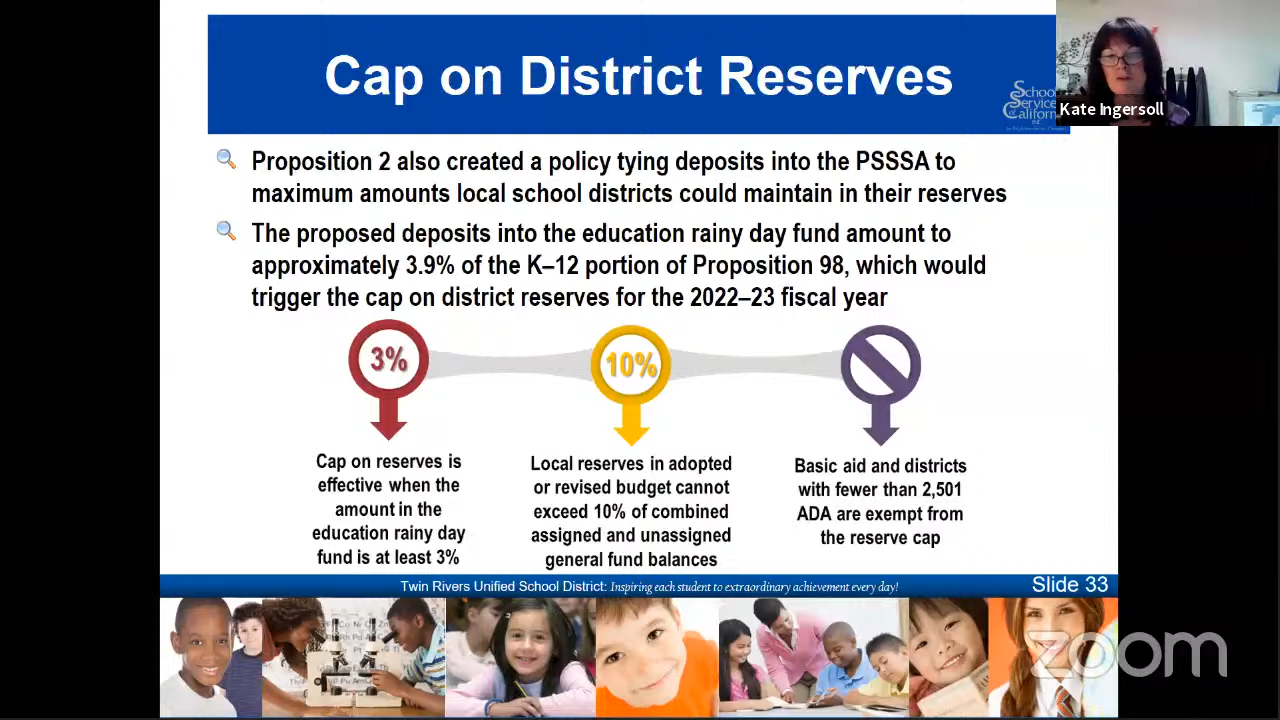 Cap on District Reserves
School
Services
of California
INC.
Kate Ingersoll
Proposition 2 also created a policy tying deposits into the PSSSA to
maximum amounts local school districts could maintain in their reserves
The proposed deposits into the education rainy day fund amount to
approximately 3.9% of the K–12 portion of Proposition 98, which would
trigger the cap on district reserves for the 2022–23 fiscal year
3%
10%
Cap on reserves is
effective when the
amount in the
education rainy day
fund is at least 3%
Local reserves in adopted
or revised budget cannot
exceed 10% of combined
assigned and unassigned
general fund balances
Basic aid and districts
with fewer than 2,501
ADA are exempt from
the reserve cap
Twin Rivers Unified School District: Inspiring each student to extraordinary achievement every day!
Slide 33
zoom